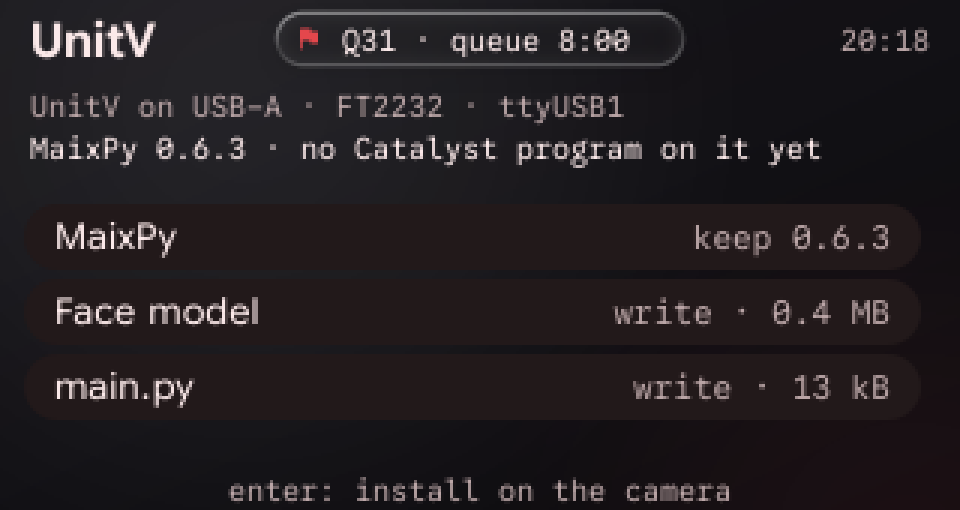 UnitV
Q31 · queue 8:00
20:18
UnitV on USB-A · FT2232 · ttyUSB1
MaixPy 0.6.3 · no Catalyst program on it yet
MaixPy keep 0.6.3
Face model write · 0.4 MB
main.py write · 13 kB
enter: install on the camera